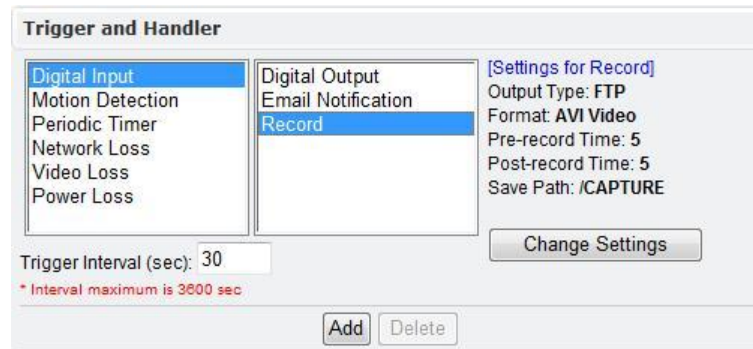 Trigger and Handler
Digital Input
Motion Detection
Periodic Timer
Network Loss
Video Loss
Power Loss
Digital Output
Email Notification
Record
[Settings for Record]
Output Type: FTP
Format: AVI Video
Pre-record Time: 5
Post-record Time: 5
Save Path: /CAPTURE
Change Settings
Trigger Interval (sec): 30
* Interval maximum is 3600 sec
Add Delete